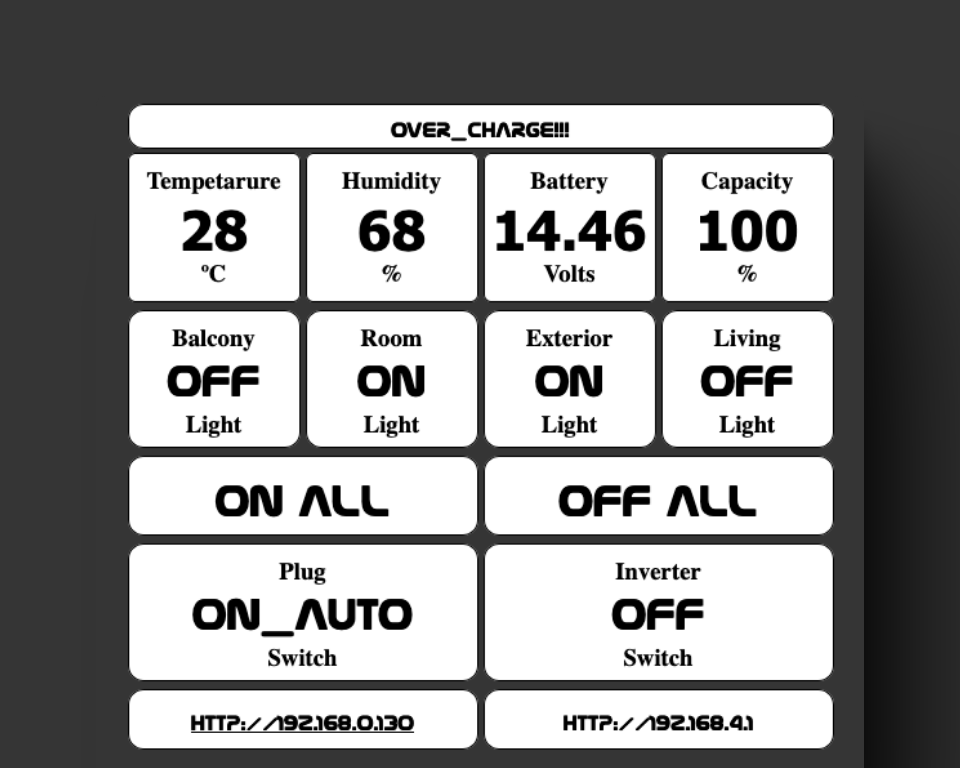 OVER_CHARGE!!!
Tempetarure Humidity Battery Capacity
28 68 14.46 100
°C % Volts %
Balcony Room Exterior Living
OFF ON ON OFF
Light Light Light Light
ON ALL OFF ALL
Plug Inverter
ON_AUTO OFF
Switch Switch
HTTP://192.168.0.130 HTTP://192.168.4.1